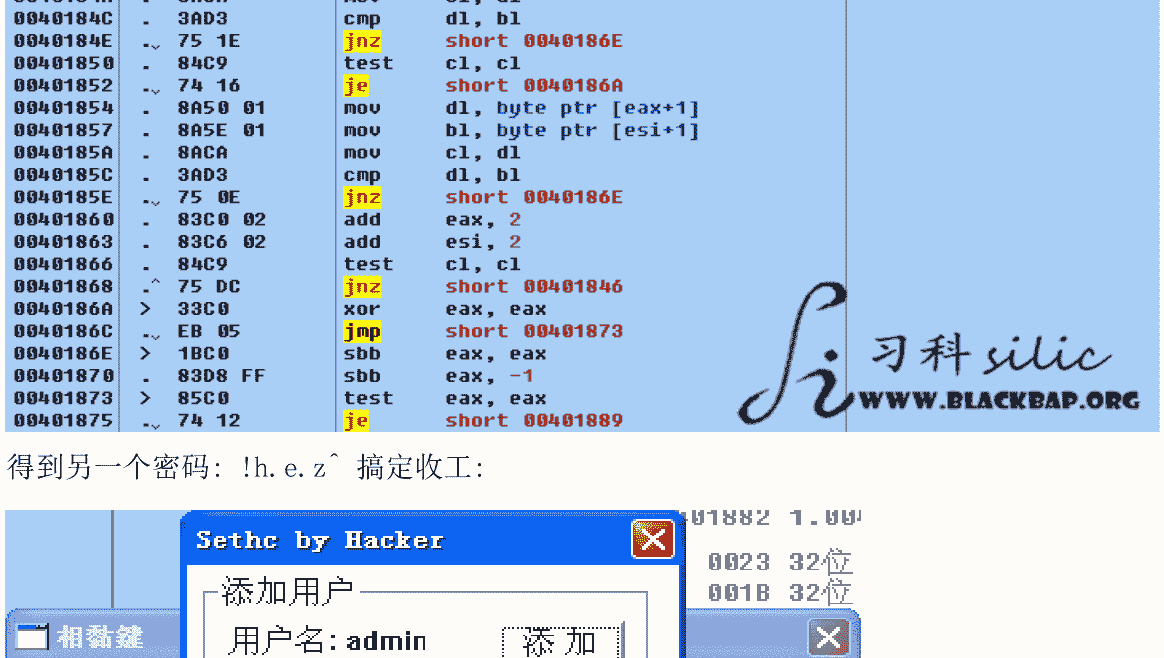 0040184C . 3AD3 cmp dl, bl
0040184E . 75 1E jnz short 0040186E
00401850 . 84C9 test cl, cl
00401852 . 74 16 je short 0040186A
00401854 . 8A50 01 mov dl, byte ptr [eax+1]
00401857 . 8A5E 01 mov bl, byte ptr [esi+1]
0040185A . 8ACA mov cl, dl
0040185C . 3AD3 cmp dl, bl
0040185E . 75 0E jnz short 0040186E
00401860 . 83C0 02 add eax, 2
00401863 . 83C6 02 add esi, 2
00401866 . 84C9 test cl, cl
00401868 .^ 75 DC jnz short 00401846
0040186A > 33C0 xor eax, eax
0040186C . EB 05 jmp short 00401873
0040186E > 1BC0 sbb eax, eax
00401870 . 83D8 FF sbb eax, -1
00401873 > 85C0 test eax, eax
00401875 . 74 12 je short 00401889
习科 silic
WWW.BLACKBAP.ORG
得到另一个密码: !h.e.z^ 搞定收工:
Sethc by Hacker
01882 1.00
0023 32位
001B 32位
添加用户
相黏鍵
用户名: admin 添 加